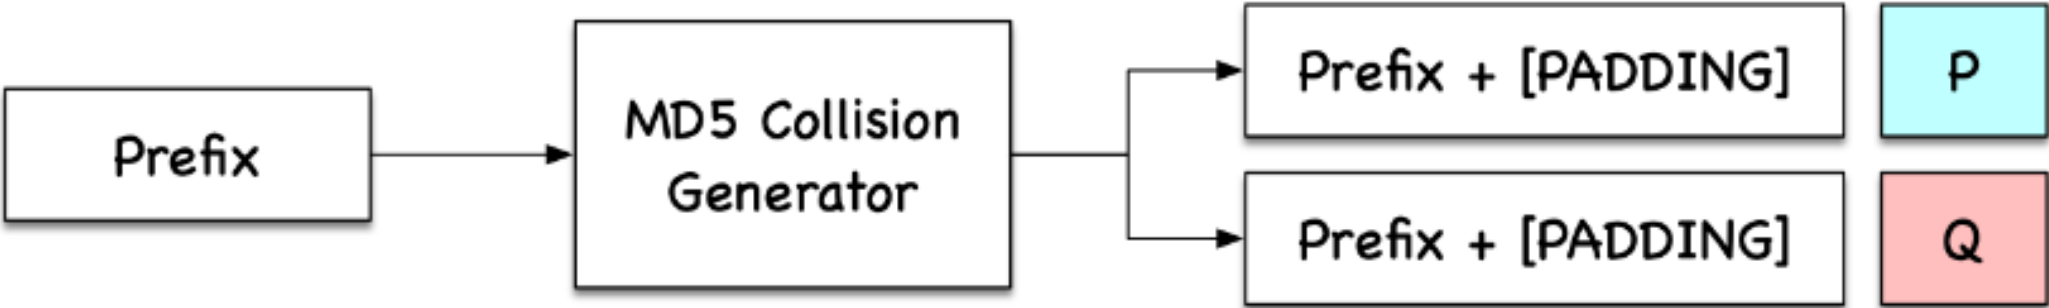 Prefix
MD5 Collision
Generator
Prefix + [PADDING]
P
Prefix + [PADDING]
Q